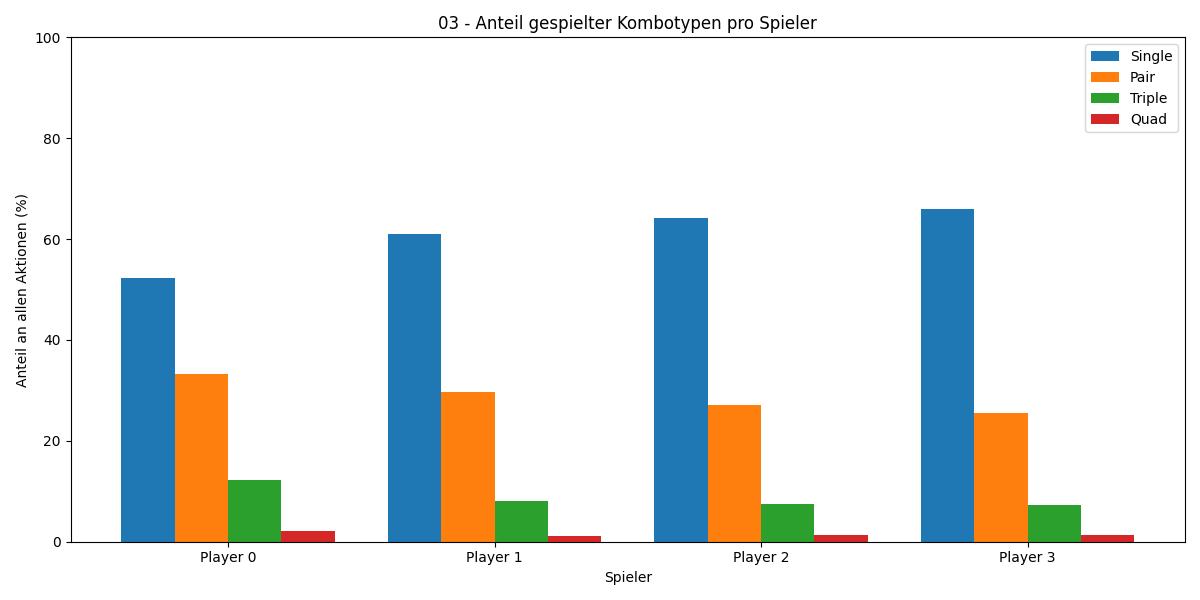 03 - Anteil gespielter Kombotypen pro Spieler
100
80
60
40
20
0
Anteil an allen Aktionen (%)
Single
Pair
Triple
Quad
Player 0
Player 1
Player 2
Player 3
Spieler